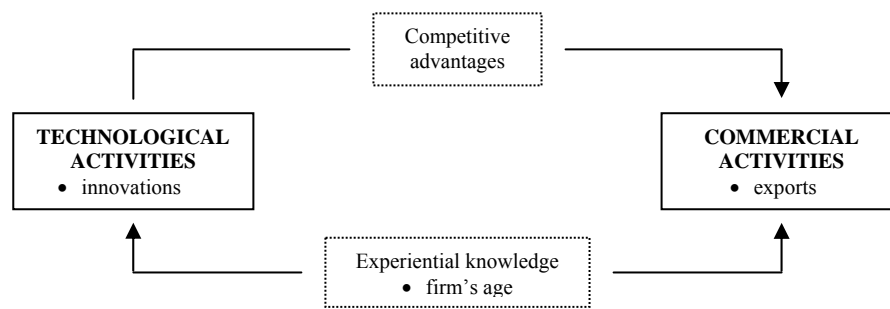 Competitive
advantages
TECHNOLOGICAL
ACTIVITIES
• innovations
COMMERCIAL
ACTIVITIES
• exports
Experiential knowledge
• firm’s age